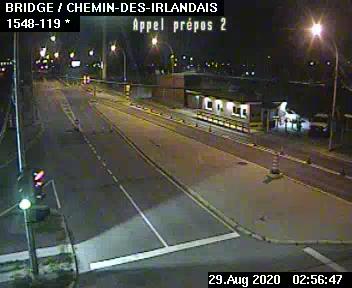 BRIDGE / CHEMIN-DES-IRLANDAIS
1548-119 *
Appel prépos 2
29.Aug 2020 02:56:47